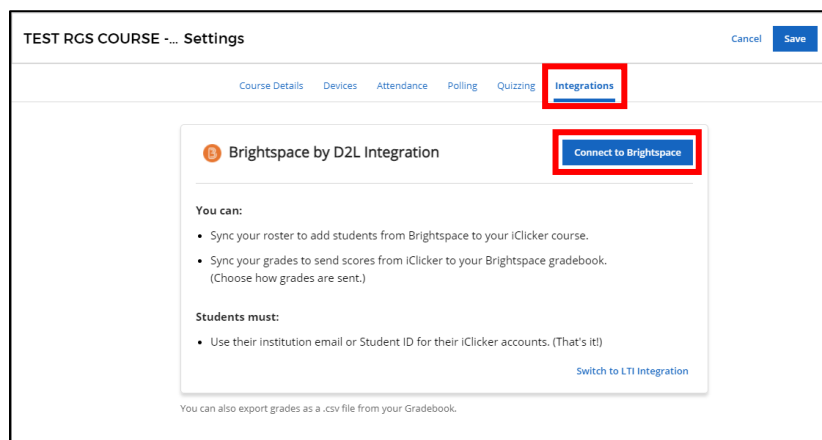 TEST RGS COURSE -... Settings
Cancel
Save
Course Details Devices Attendance Polling Quizzing Integrations
Brightspace by D2L Integration
Connect to Brightspace
You can:
• Sync your roster to add students from Brightspace to your iClicker course.
• Sync your grades to send scores from iClicker to your Brightspace gradebook.
(Choose how grades are sent.)
Students must:
• Use their institution email or Student ID for their iClicker accounts. (That's it!)
Switch to LTI Integration
You can also export grades as a .csv file from your Gradebook.